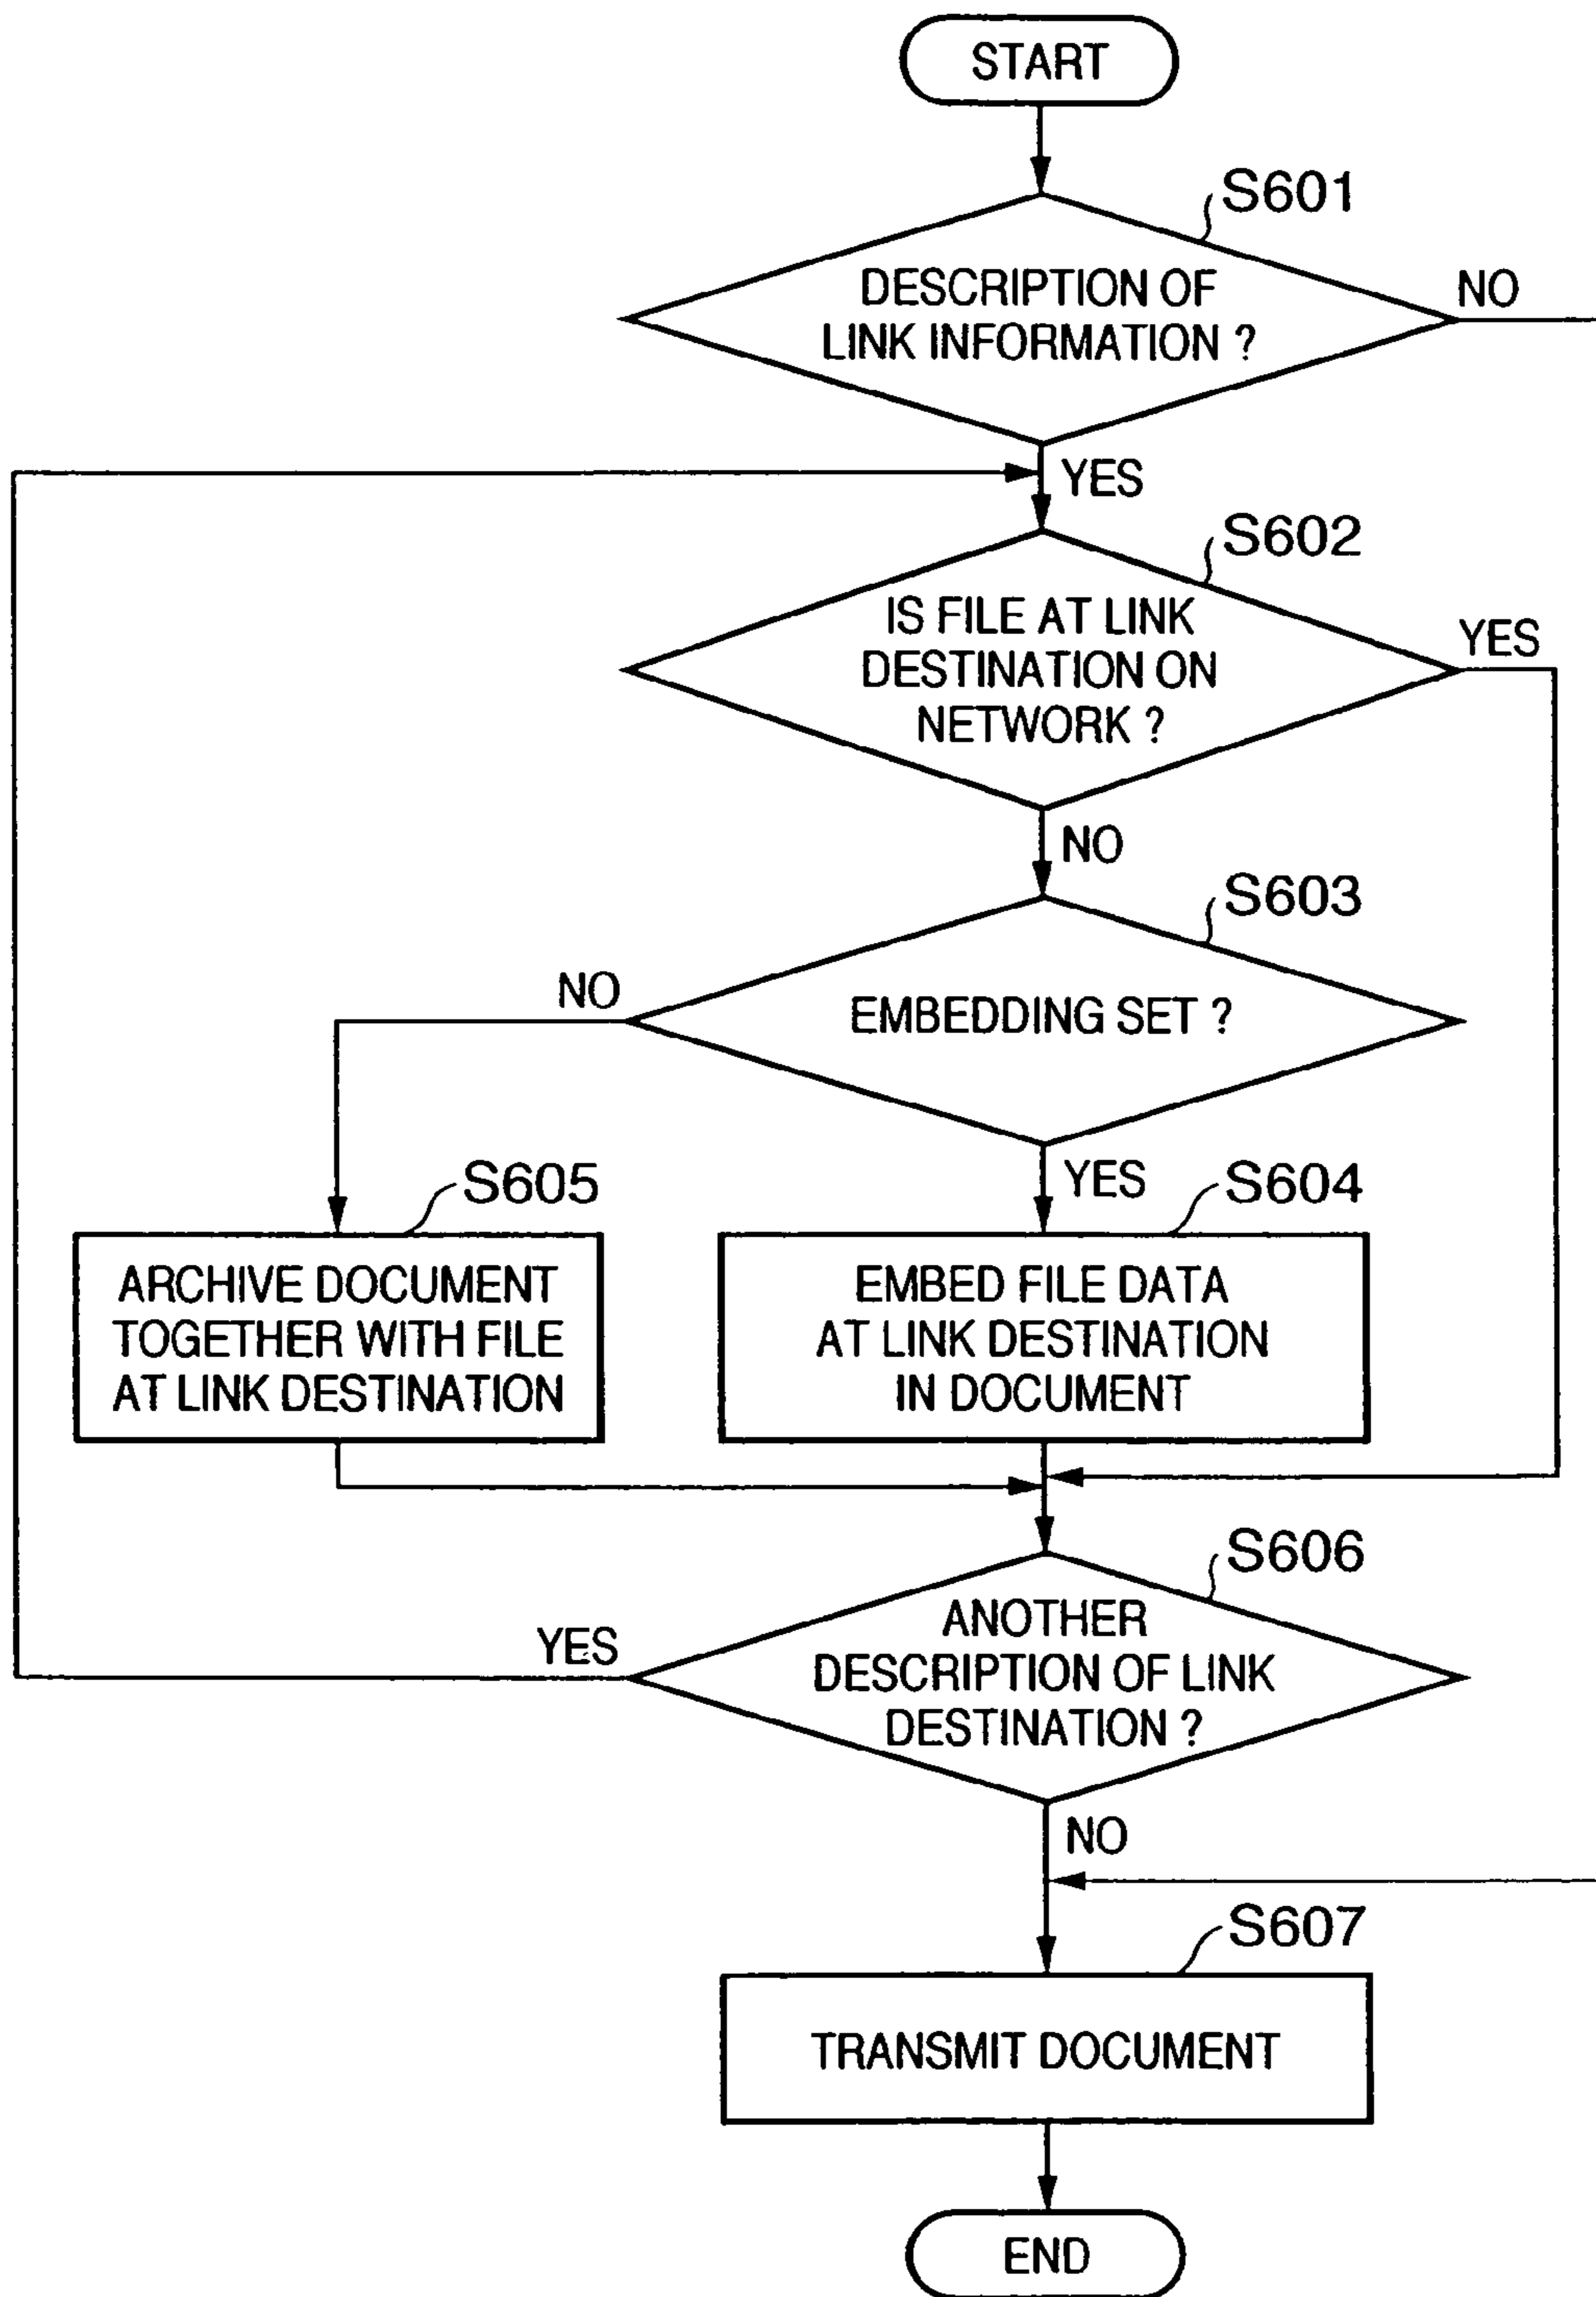 START
S601
DESCRIPTION OF
LINK INFORMATION ?
NO
YES
S602
IS FILE AT LINK
DESTINATION ON
NETWORK ?
YES
NO
S603
EMBEDDING SET ?
NO
YES
S605
S604
ARCHIVE DOCUMENT
TOGETHER WITH FILE
AT LINK DESTINATION
EMBED FILE DATA
AT LINK DESTINATION
IN DOCUMENT
S606
ANOTHER
DESCRIPTION OF LINK
DESTINATION ?
YES
NO
S607
TRANSMIT DOCUMENT
END